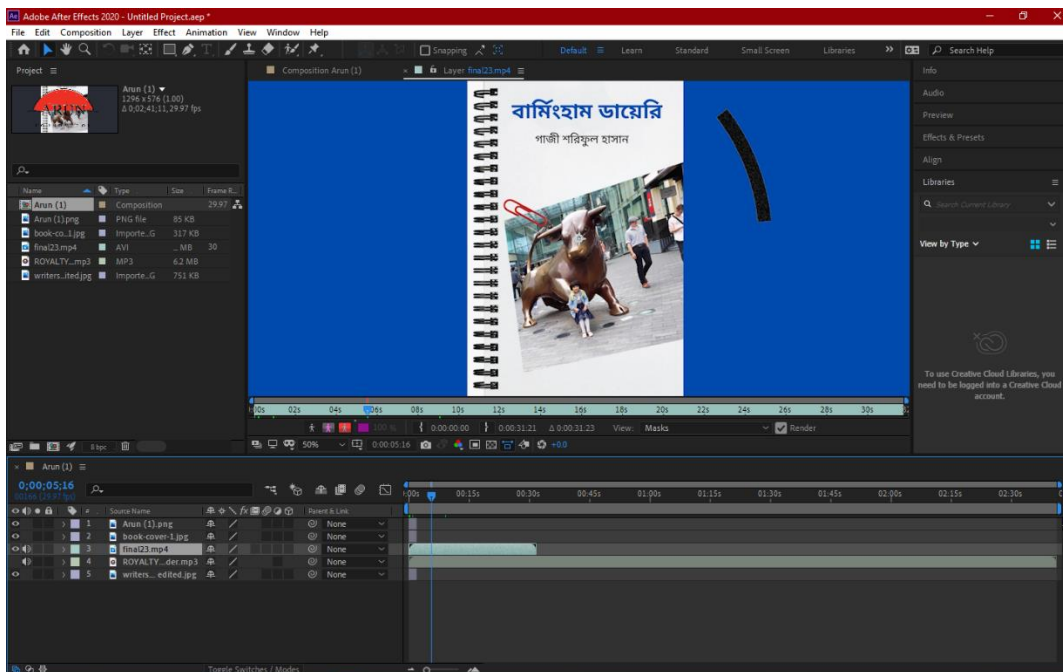 Adobe After Effects 2020 - Untitled Project.aep *
File Edit Composition Layer Effect Animation View Window Help
Snapping
Default
Learn
Standard
Small Screen
Libraries
Search Help
Project
Composition Arun (1)
Layer final23.mp4
Info
Arun (1)
1296 x 576 (1.00)
Δ 0;02;41;11, 29.97 fps
Audio
Preview
Effects & Presets
Align
Libraries
Search Current Library
View by Type
To use Creative Cloud Libraries, you
need to be logged into a Creative Cloud
account.
Name Type Size Frame R...
Arun (1) Composition 29.97
Arun (1).png PNG file 85 KB
book-co...1.jpg Importe...G 317 KB
final23.mp4 AVI ... MB 30
ROYALTY...mp3 MP3 6.2 MB
writers...ited.jpg Importe...G 751 KB
বার্মিংহাম ডায়েরি
গাজী শরিফুল হাসান
02s 04s 06s 08s 10s 12s 14s 16s 18s 20s 22s 24s 26s 28s 30s
100 % 0:00:00:00 0:00:31:21 Δ 0:00:31:23 View: Masks Render
8 bpc
50% 0:00:05:16 +0.0
Arun (1)
0;00;05;16
00166 (29.97 fps)
:00s 00:15s 00:30s 00:45s 01:00s 01:15s 01:30s 01:45s 02:00s 02:15s 02:30s
# Source Name Parent & Link
1 Arun (1).png None
2 book-cover-1.jpg None
3 final23.mp4 None
4 ROYALTY...der.mp3 None
5 writers... edited.jpg None
Toggle Switches / Modes